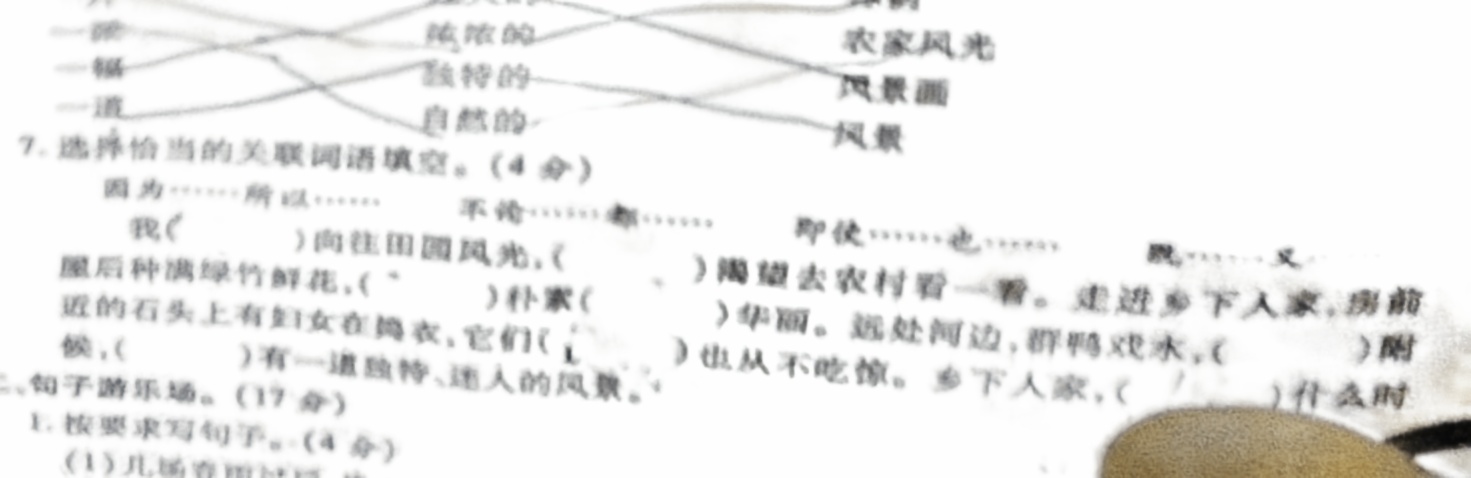 浓浓的 农家风光
一幅 独特的 风景画
一道 自然的 风景
7. 选择恰当的关联词语填空。(4 分)
因为……所以…… 不论……都…… 即使……也…… 既……又
我( )向往田园风光,( )渴望去农村看一看。走进乡下人家,房前
屋后种满绿竹鲜花,( )朴素( )华丽。远处河边,群鸭戏水,( )附
近的石头上有妇女在捣衣,它们( )也从不吃惊。乡下人家,( )什么时
候,( )有一道独特、迷人的风景。
二、句子游乐场。(17 分)
1. 按要求写句子。(4 分)
(1)几场春雨过后